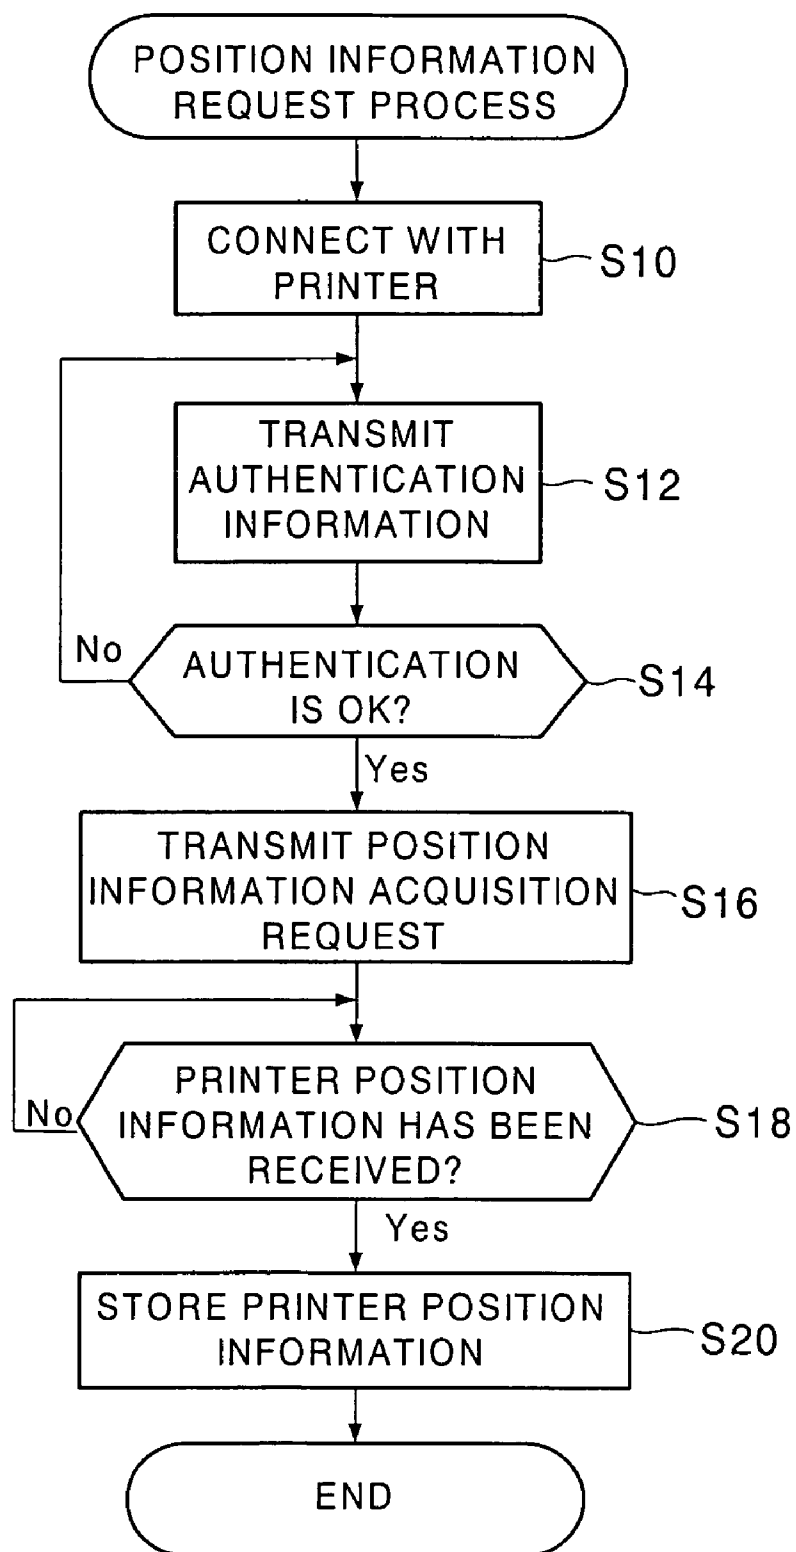 POSITION INFORMATION
REQUEST PROCESS
CONNECT WITH
PRINTER
S10
TRANSMIT
AUTHENTICATION
INFORMATION
S12
No
AUTHENTICATION
IS OK?
S14
Yes
TRANSMIT POSITION
INFORMATION ACQUISITION
REQUEST
S16
No
PRINTER POSITION
INFORMATION HAS BEEN
RECEIVED?
S18
Yes
STORE PRINTER POSITION
INFORMATION
S20
END